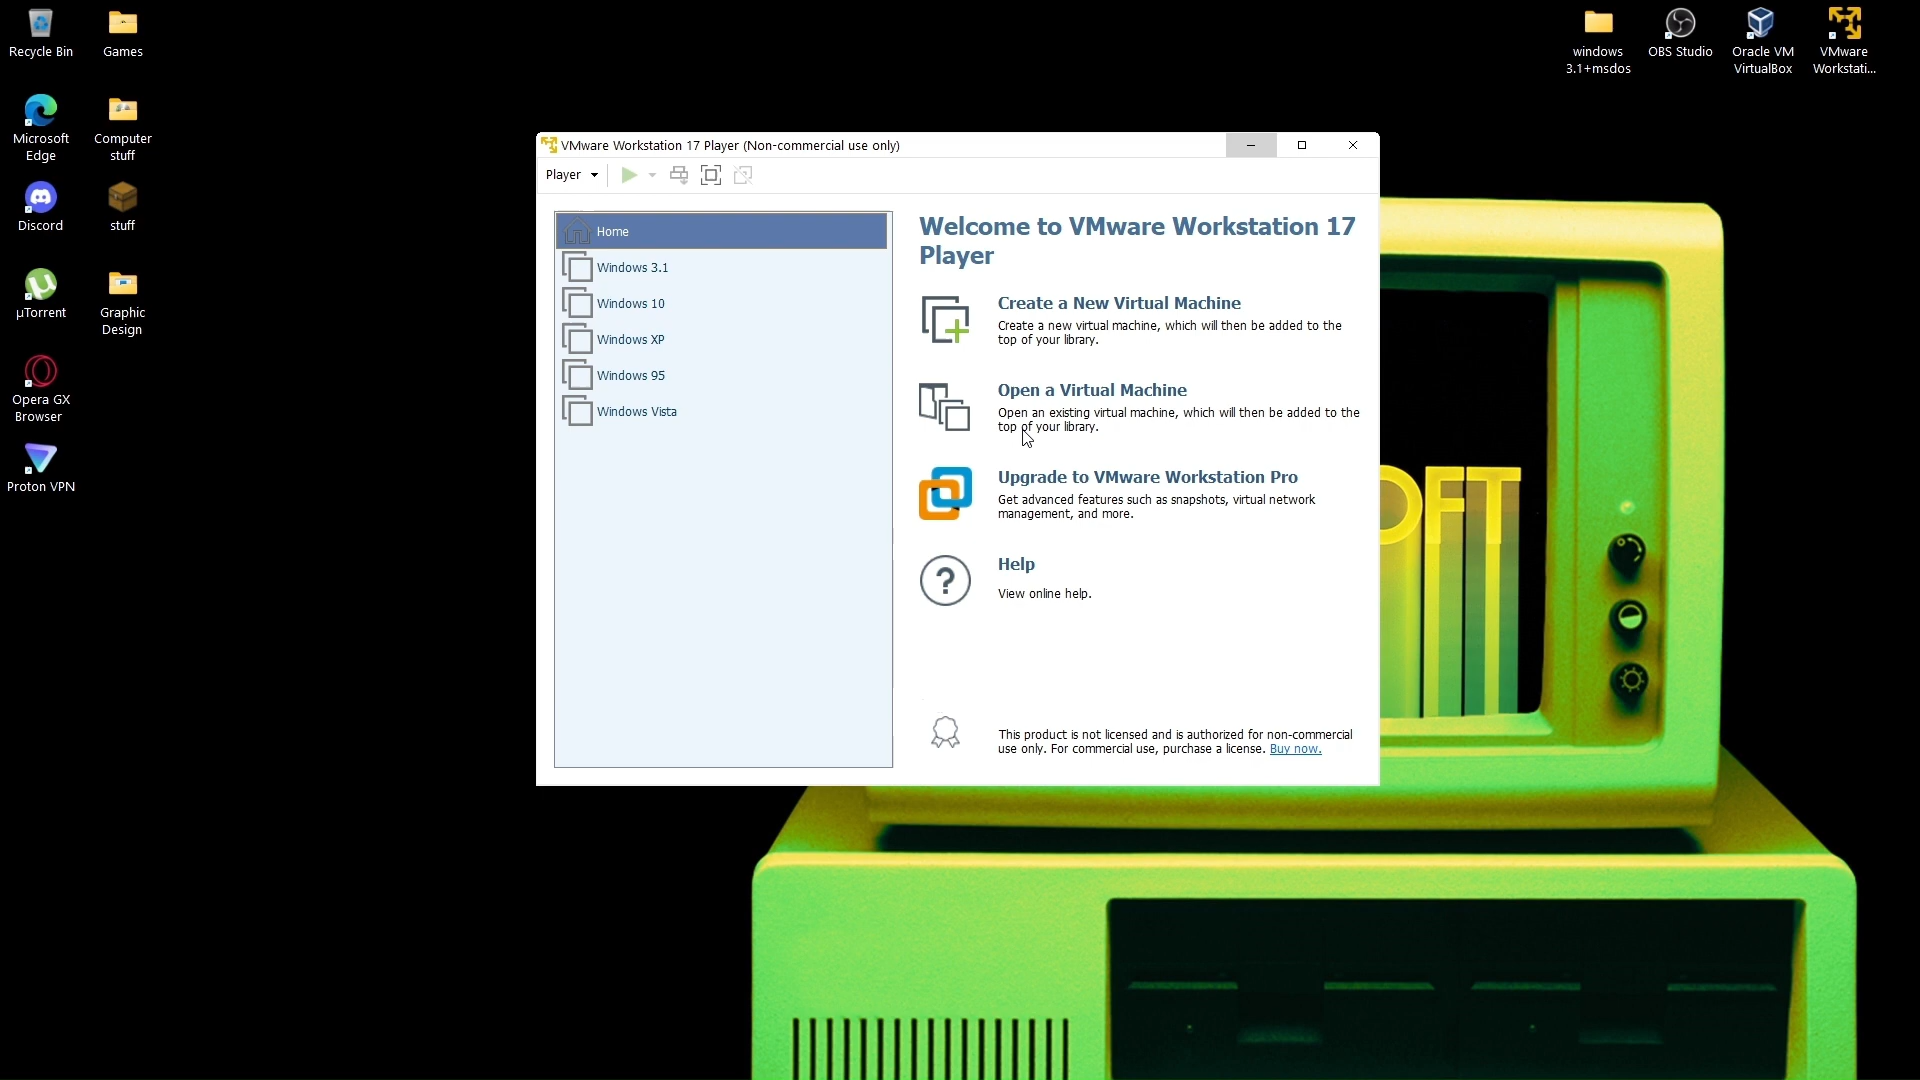 Recycle Bin
Games
Microsoft
Edge
Computer
stuff
Discord
stuff
µTorrent
Graphic
Design
Opera GX
Browser
Proton VPN
windows
3.1+msdos
OBS Studio
Oracle VM
VirtualBox
VMware
Workstati...
VMware Workstation 17 Player (Non-commercial use only)
Player
Home
Windows 3.1
Windows 10
Windows XP
Windows 95
Windows Vista
Welcome to VMware Workstation 17
Player
Create a New Virtual Machine
Create a new virtual machine, which will then be added to the
top of your library.
Open a Virtual Machine
Open an existing virtual machine, which will then be added to the
top of your library.
Upgrade to VMware Workstation Pro
Get advanced features such as snapshots, virtual network
management, and more.
?
Help
View online help.
This product is not licensed and is authorized for non-commercial
use only. For commercial use, purchase a license. Buy now.
OFT